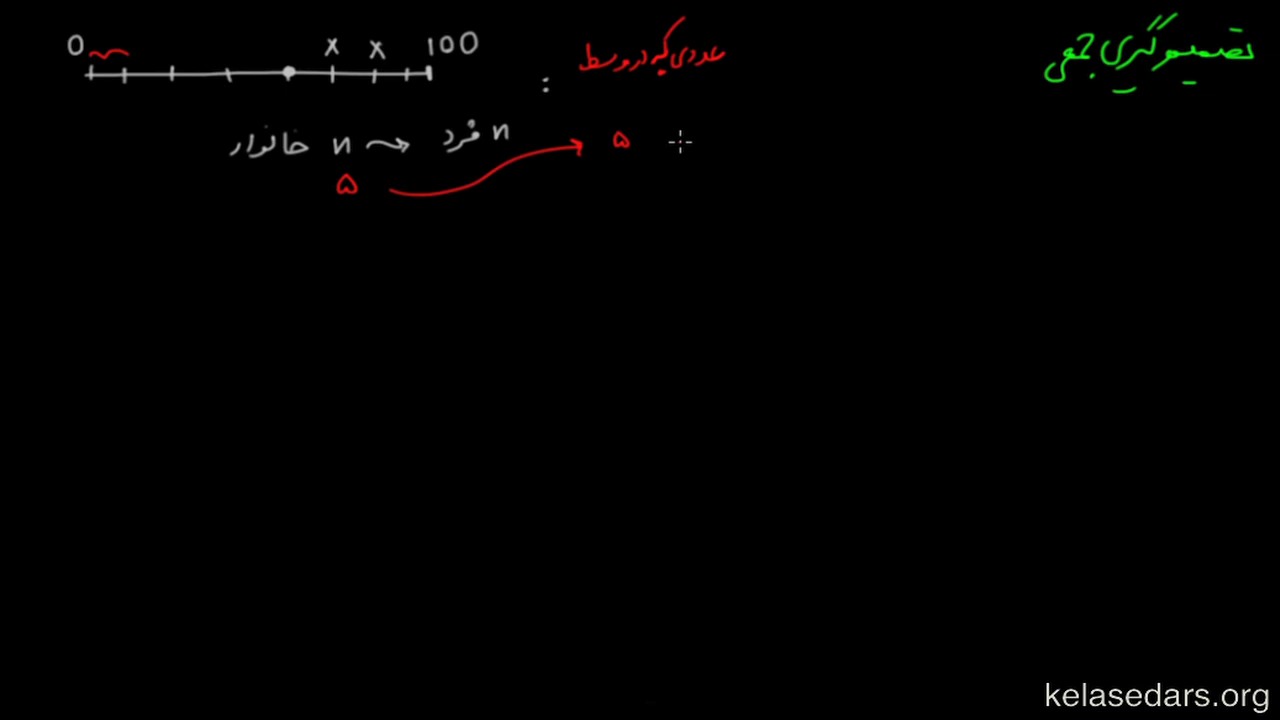 تصمیم‌گیری جمعی
0 x x 100
: عددی که در وسط
n فرد → n خانوار
۵ → ۵
kelasedars.org